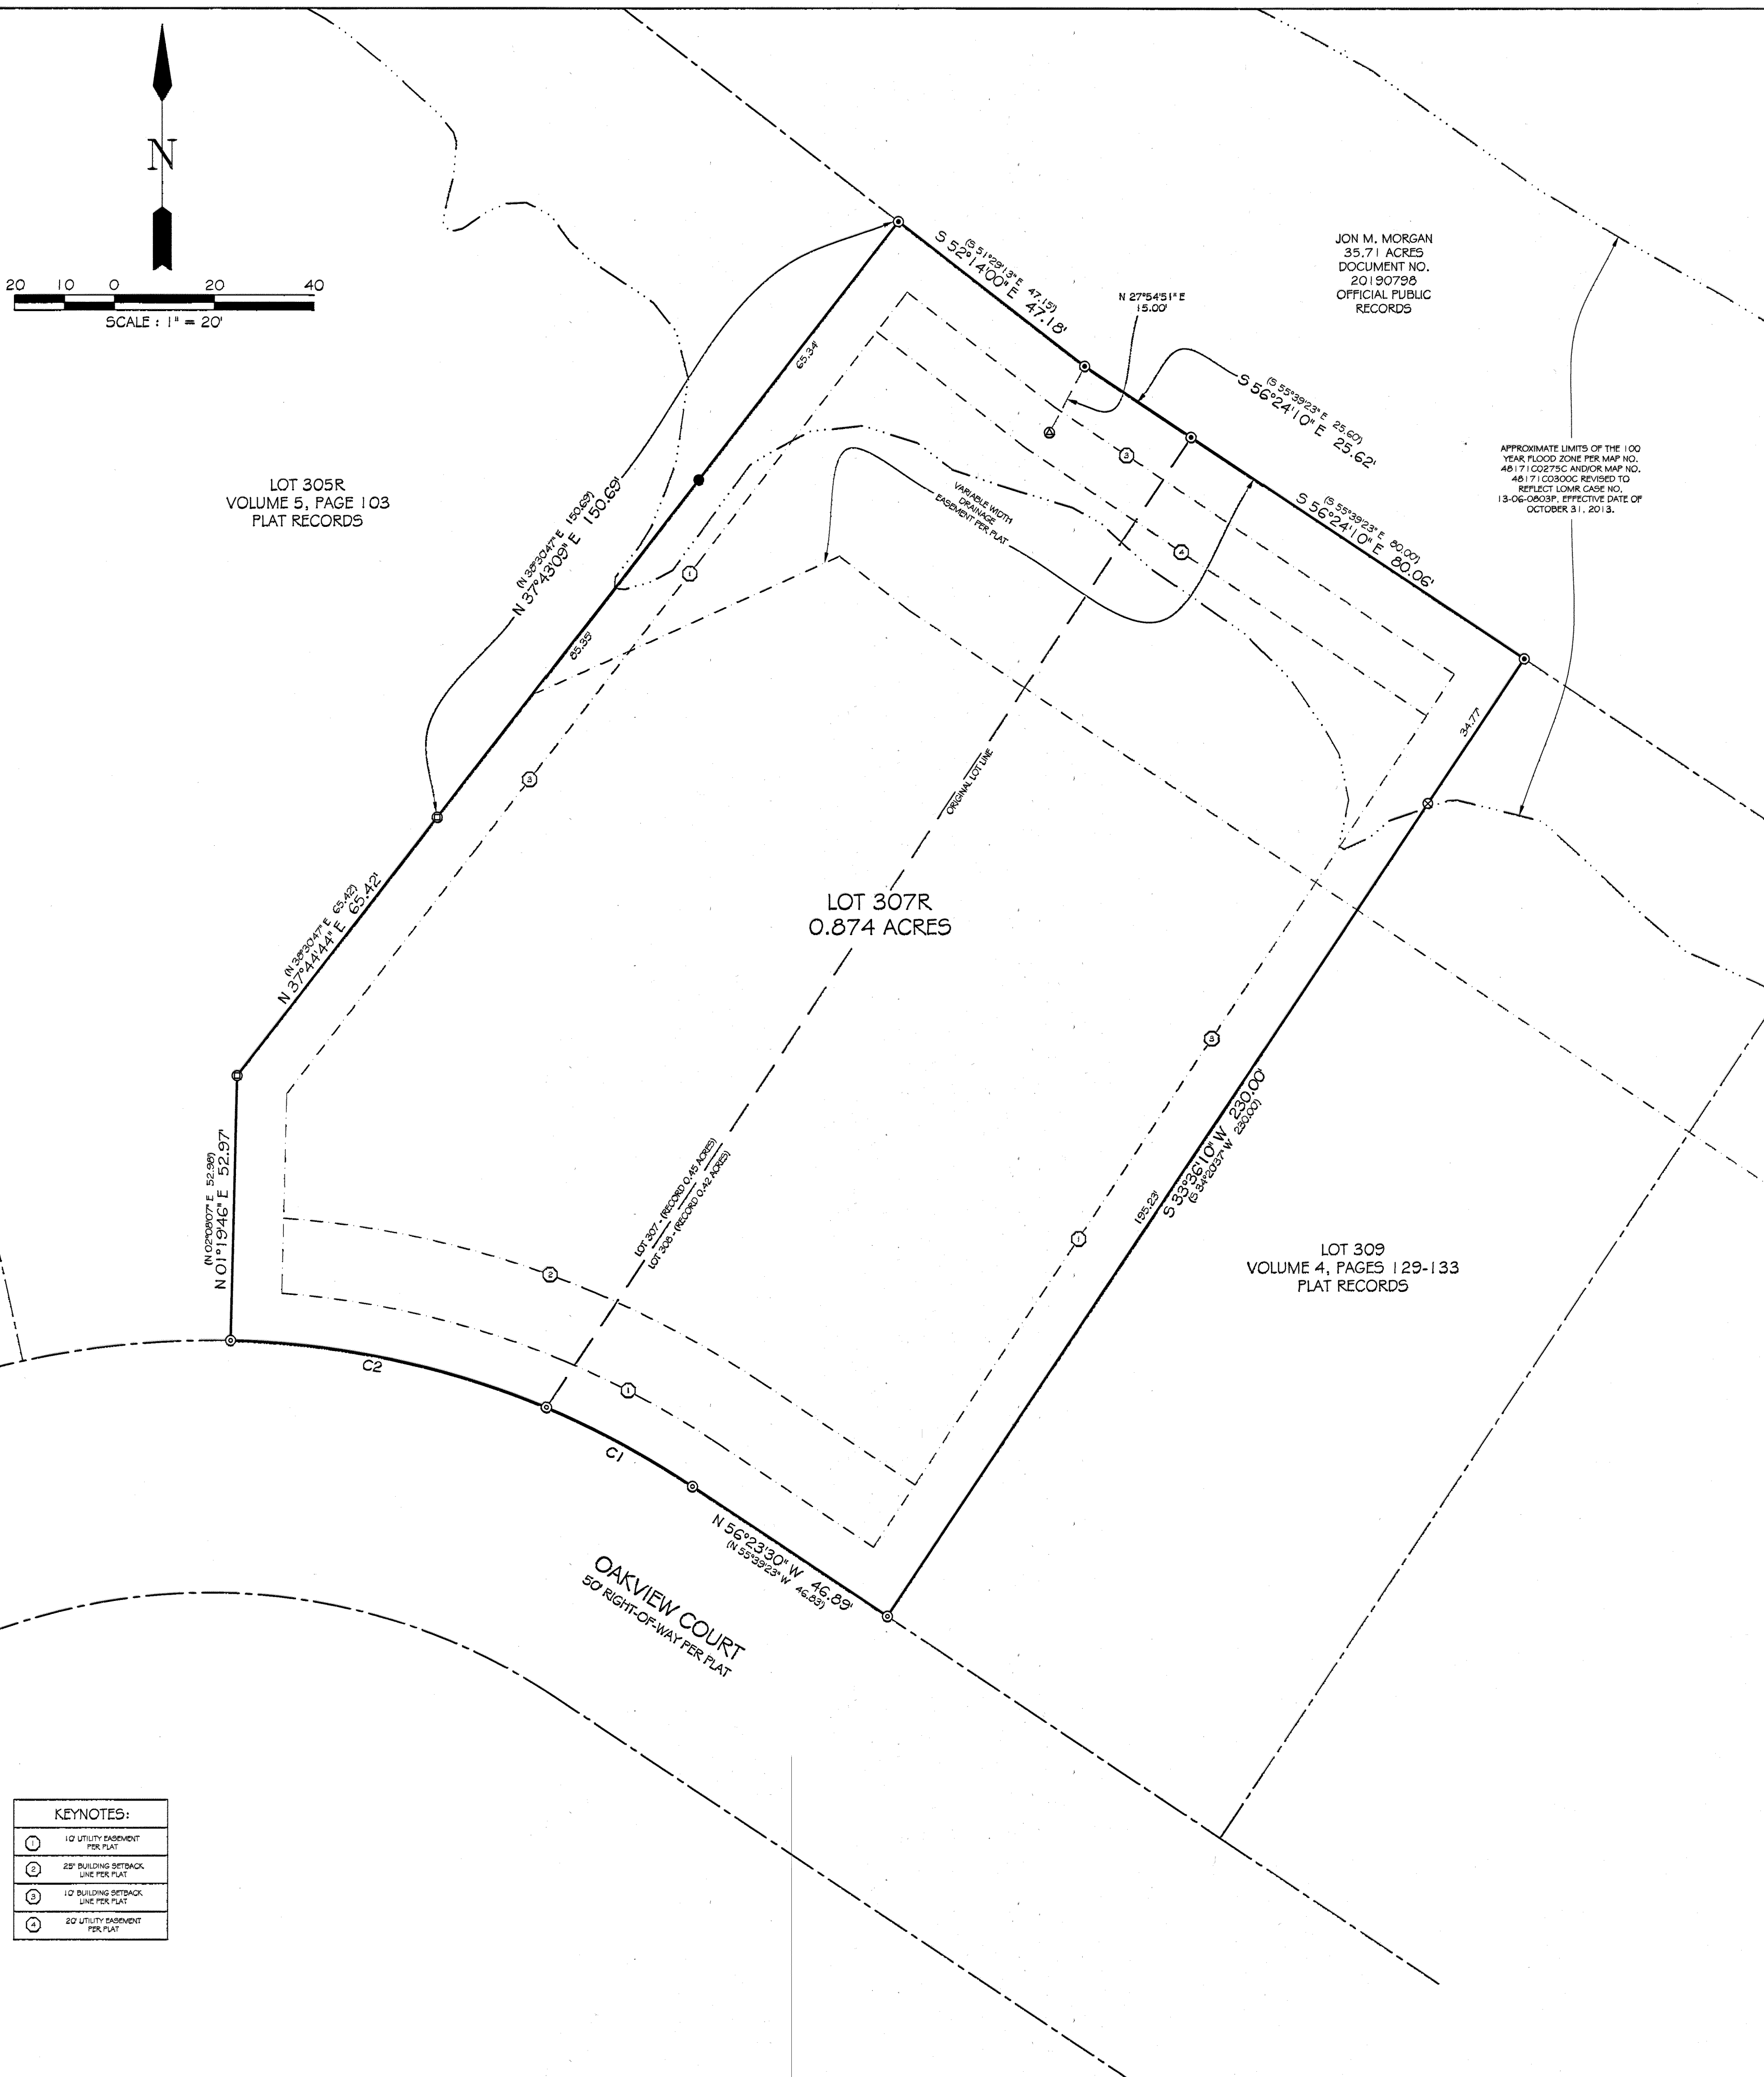 N
20 10 0 20 40
SCALE : 1" = 20'
LOT 305R
VOLUME 5, PAGE 103
PLAT RECORDS
(S 51°29'13" E 47.15')
S 52°14'00" E 47.18'
N 27°54'51" E
15.00'
JON M. MORGAN
35.71 ACRES
DOCUMENT NO.
20190798
OFFICIAL PUBLIC
RECORDS
(S 55°39'23" E 25.60')
S 56°24'10" E 25.62'
APPROXIMATE LIMITS OF THE 100
YEAR FLOOD ZONE PER MAP NO.
48171C0275C AND/OR MAP NO.
48171C0300C REVISED TO
REFLECT LOMR CASE NO.
13-06-0803P, EFFECTIVE DATE OF
OCTOBER 31, 2013.
65.34'
3
VARIABLE WIDTH
DRAINAGE
EASEMENT PER PLAT
(S 55°39'23" E 80.00')
S 56°24'10" E 80.06'
4
(N 38°30'47" E 150.69')
N 37°43'09" E 150.69'
1
85.35'
34.77'
3
ORIGINAL LOT LINE
(N 38°30'47" E 65.42')
N 37°44'44" E 65.42'
LOT 307R
0.874 ACRES
3
(N 02°08'07" E 52.98')
N 01°19'46" E 52.97'
LOT 307 - (RECORD 0.45 ACRES)
LOT 308 - (RECORD 0.42 ACRES)
195.23'
S 33°36'10" W 230.00'
(S 34°20'37" W 230.00')
1
2
LOT 309
VOLUME 4, PAGES 129-133
PLAT RECORDS
C2
1
C1
N 56°23'30" W 46.89'
(N 55°39'23" W 46.83')
OAKVIEW COURT
50' RIGHT-OF-WAY PER PLAT
KEYNOTES:
1 10' UTILITY EASEMENT
PER PLAT
2 25' BUILDING SETBACK
LINE PER PLAT
3 10' BUILDING SETBACK
LINE PER PLAT
4 20' UTILITY EASEMENT
PER PLAT